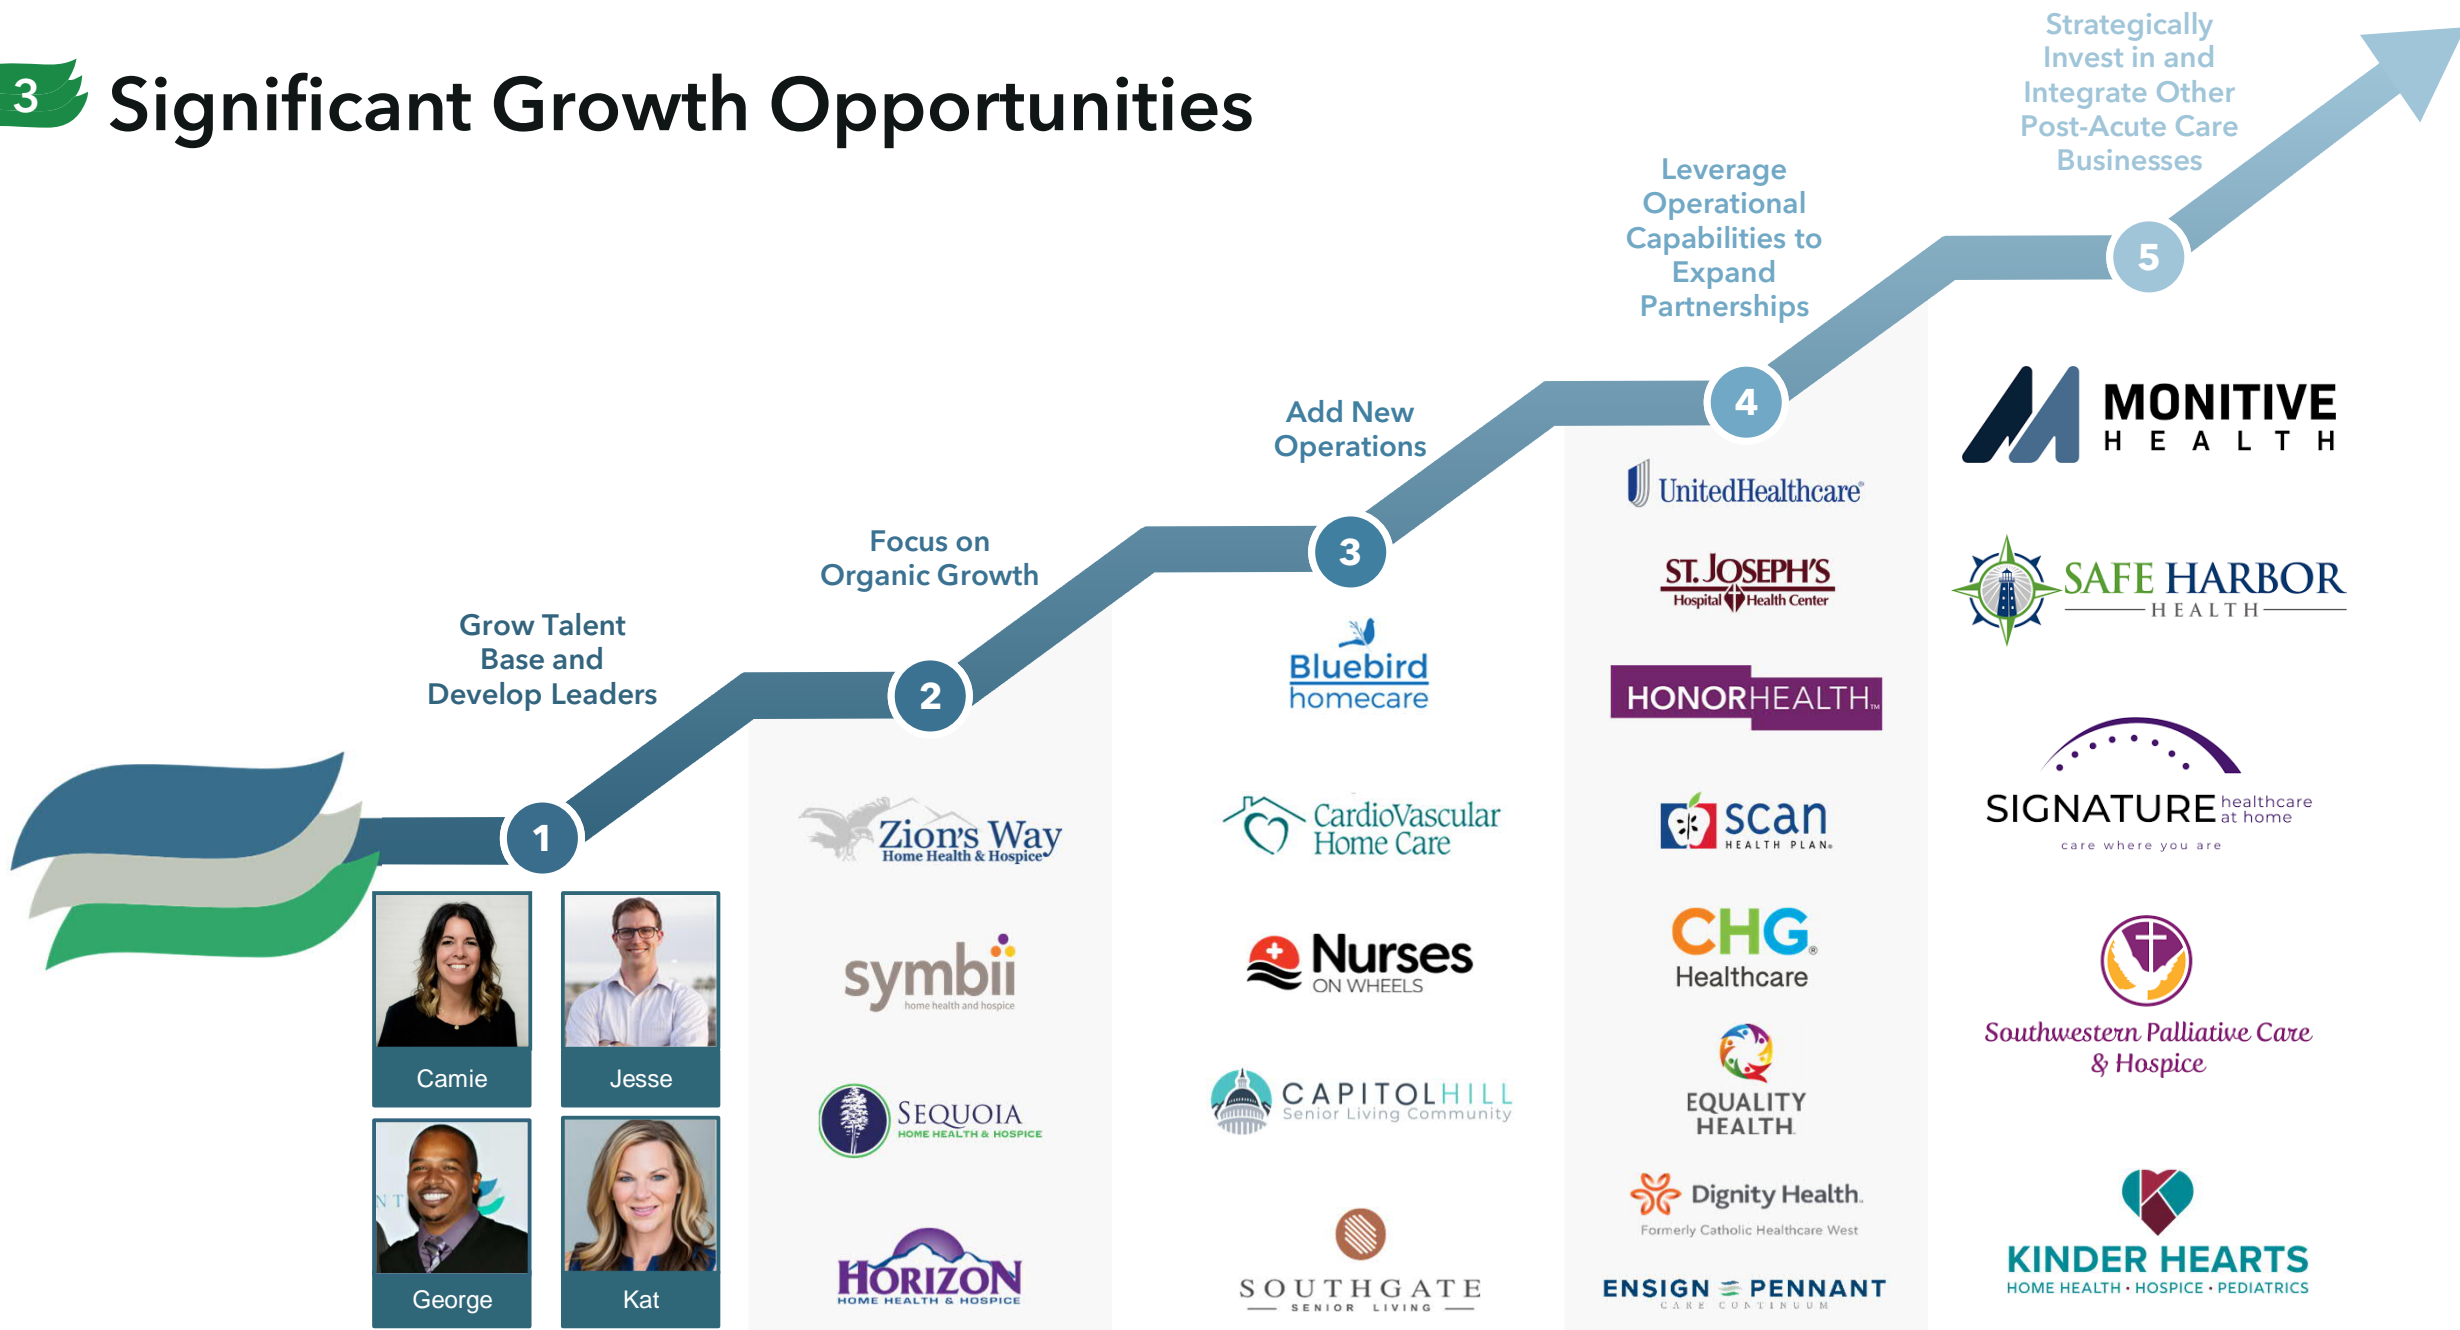 3
Significant Growth Opportunities
Grow Talent
Base and
Develop Leaders
1
Camie
Jesse
N T
George
Kat
Focus on
Organic Growth
2
Zion's Way
Home Health & Hospice
symbii
home health and hospice
SEQUOIA
HOME HEALTH & HOSPICE
HORIZON
HOME HEALTH & HOSPICE
Add New
Operations
3
Bluebird
homecare
CardioVascular
Home Care
Nurses
ON WHEELS
CAPITOLHILL
Senior Living Community
SOUTHGATE
SENIOR LIVING
Leverage
Operational
Capabilities to
Expand
Partnerships
4
UnitedHealthcare®
ST. JOSEPH'S
Hospital Health Center
HONORHEALTH™
scan
HEALTH PLAN®
CHG®
Healthcare
EQUALITY
HEALTH
Dignity Health.
Formerly Catholic Healthcare West
ENSIGN PENNANT
CARE CONTINUUM
Strategically
Invest in and
Integrate Other
Post-Acute Care
Businesses
5
MONITIVE
HEALTH
SAFE HARBOR
HEALTH
SIGNATURE healthcare
at home
care where you are
Southwestern Palliative Care
& Hospice
KINDER HEARTS
HOME HEALTH • HOSPICE • PEDIATRICS